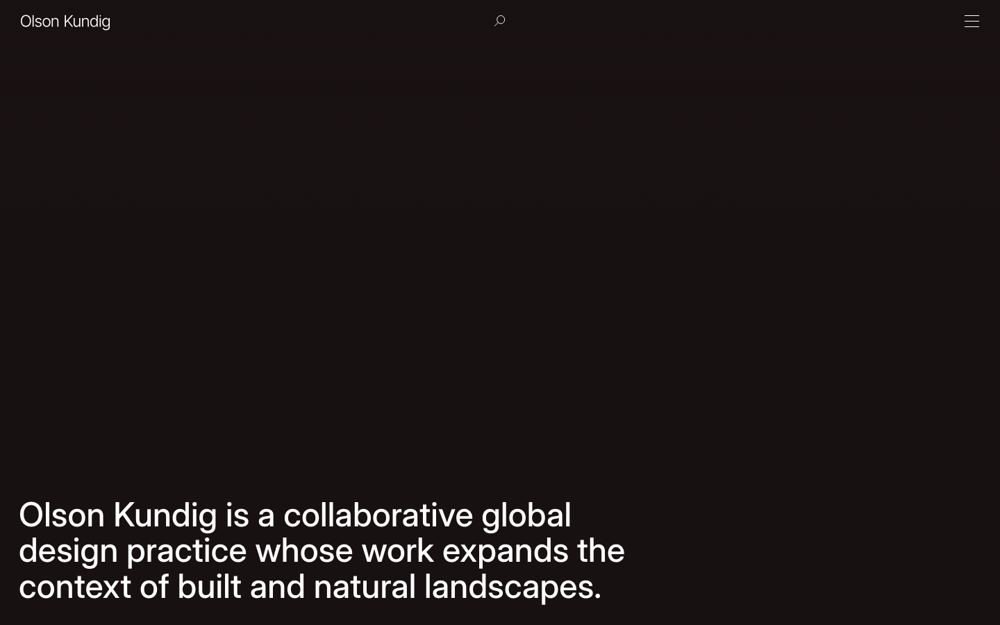 Olson Kundig
Olson Kundig is a collaborative global
design practice whose work expands the
context of built and natural landscapes.